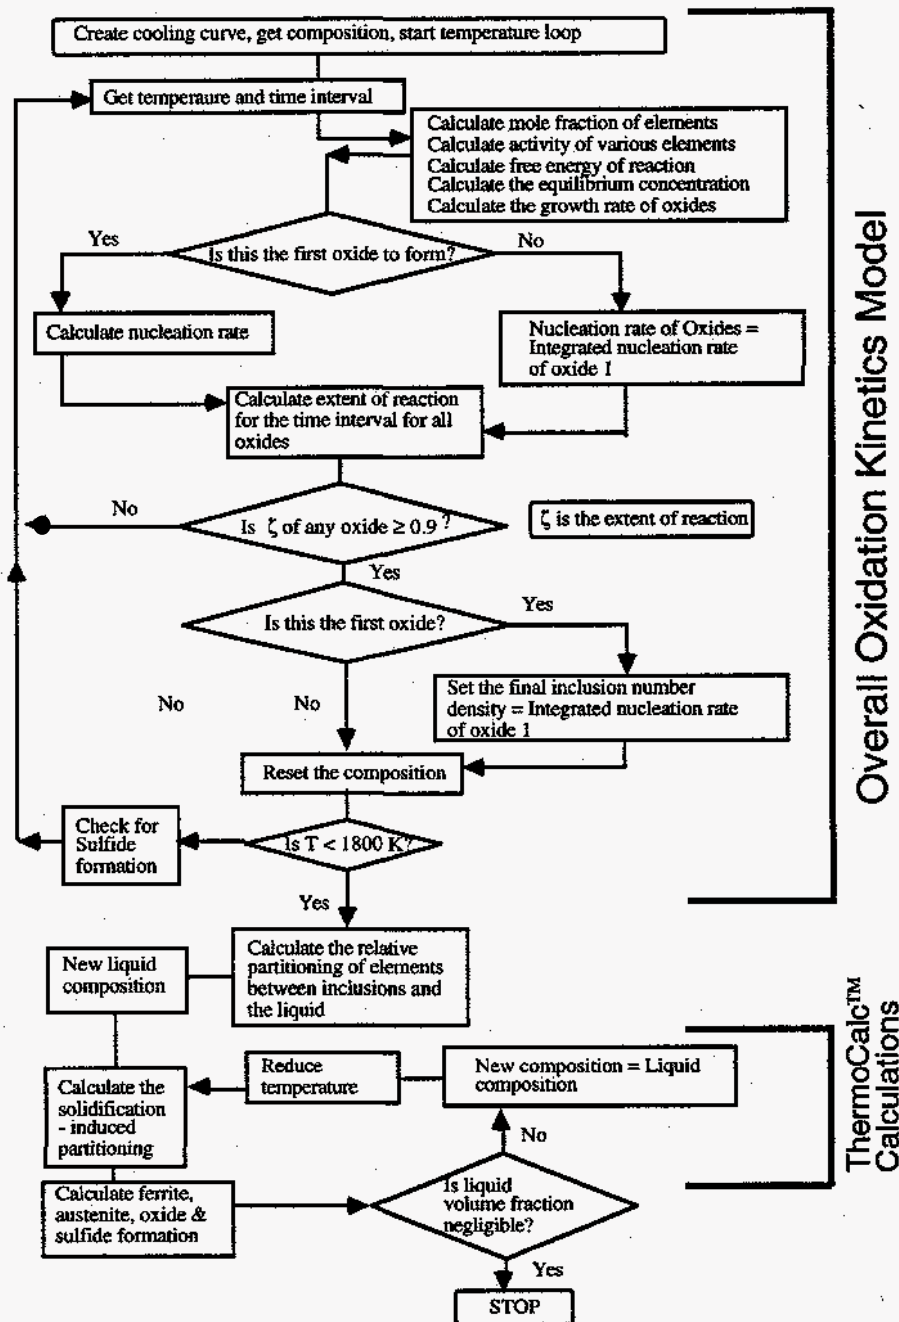 Create cooling curve, get composition, start temperature loop
Get temperaure and time interval
Calculate mole fraction of elements
Calculate activity of various elements
Calculate free energy of reaction
Calculate the equilibrium concentration
Calculate the growth rate of oxides
Yes
Is this the first oxide to form?
No
Calculate nucleation rate
Nucleation rate of Oxides =
Integrated nucleation rate
of oxide 1
Calculate extent of reaction
for the time interval for all
oxides
No
Is ζ of any oxide ≥ 0.9 ?
ζ is the extent of reaction
Yes
Is this the first oxide?
Yes
No
No
Set the final inclusion number
density = Integrated nucleation rate
of oxide 1
Reset the composition
Check for
Sulfide
formation
Is T < 1800 K?
Yes
Overall Oxidation Kinetics Model
New liquid
composition
Calculate the relative
partitioning of elements
between inclusions and
the liquid
Reduce
temperature
New composition = Liquid
composition
Calculate the
solidification
- induced
partitioning
No
Calculate ferrite,
austenite, oxide &
sulfide formation
Is liquid
volume fraction
negligible?
Yes
STOP
ThermoCalc™
Calculations